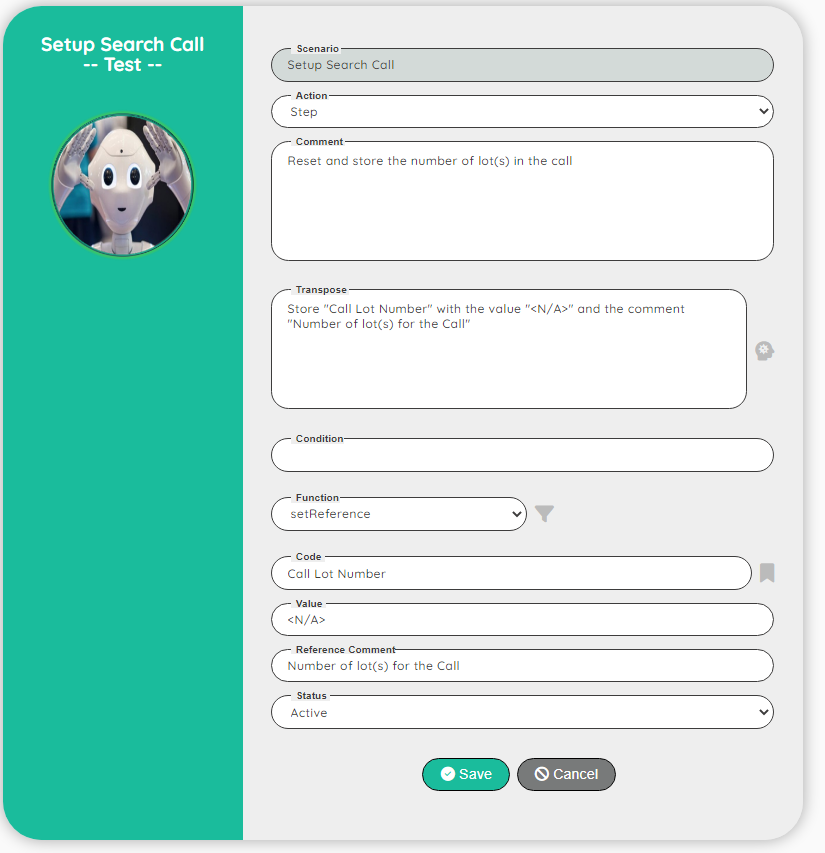 Setup Search Call
-- Test --
Scenario
Setup Search Call
Action
Step
Comment
Reset and store the number of lot(s) in the call
Transpose
Store "Call Lot Number" with the value "<N/A>" and the comment
"Number of lot(s) for the Call"
Condition
Function
setReference
Code
Call Lot Number
Value
<N/A>
Reference Comment
Number of lot(s) for the Call
Status
Active
Save
Cancel